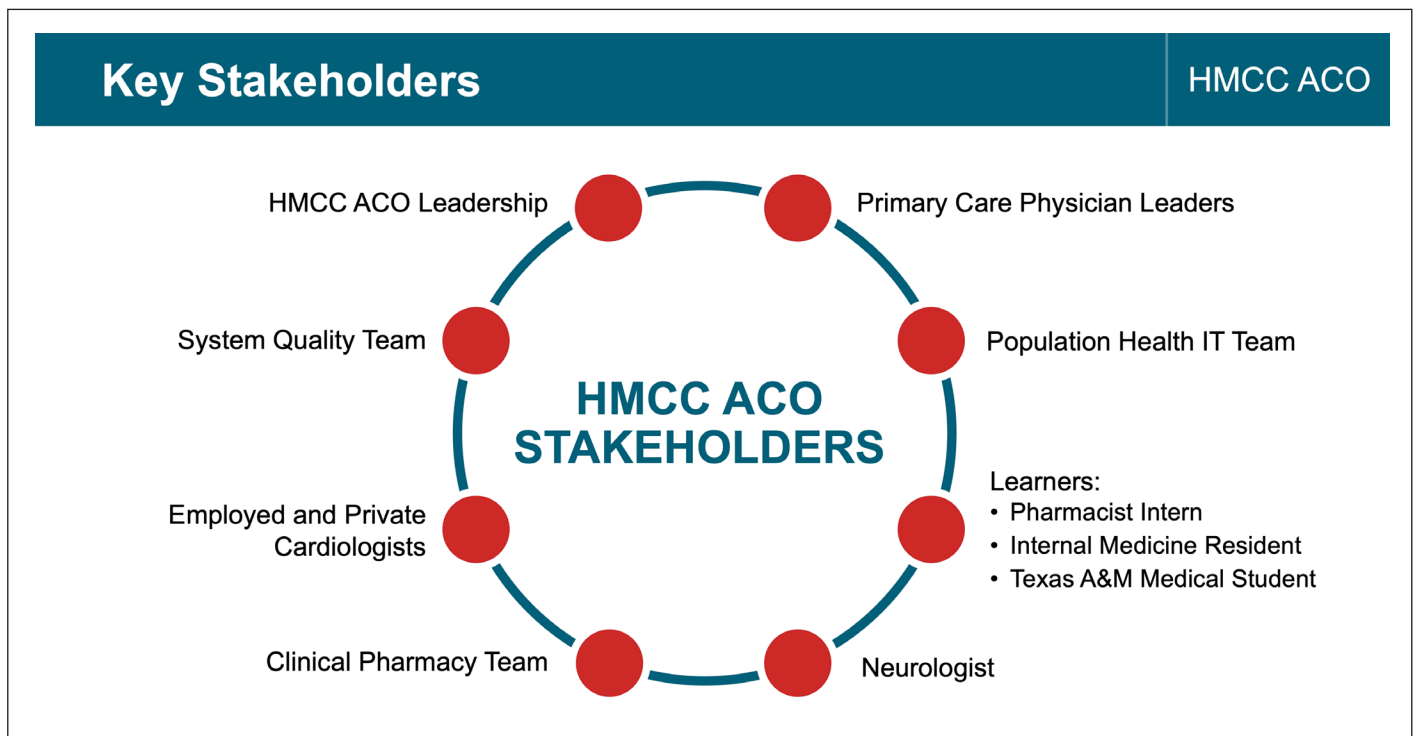 Key Stakeholders
HMCC ACO
HMCC ACO Leadership
Primary Care Physician Leaders
System Quality Team
Population Health IT Team
HMCC ACO
STAKEHOLDERS
Employed and Private
Cardiologists
Learners:
• Pharmacist Intern
• Internal Medicine Resident
• Texas A&M Medical Student
Clinical Pharmacy Team
Neurologist